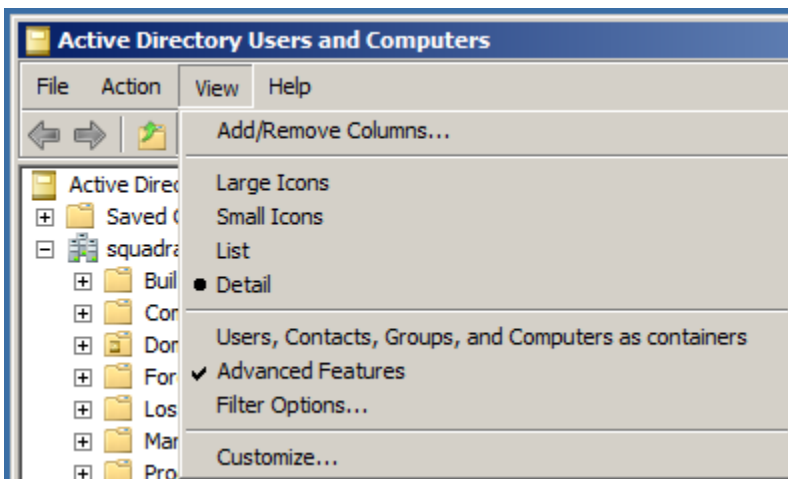 Active Directory Users and Computers
File Action View Help
Add/Remove Columns...
Active Direc
Large Icons
Saved
Small Icons
squadra
List
Buil
Detail
Con
Dom
Users, Contacts, Groups, and Computers as containers
For
Advanced Features
Los
Filter Options...
Man
Pro
Customize...